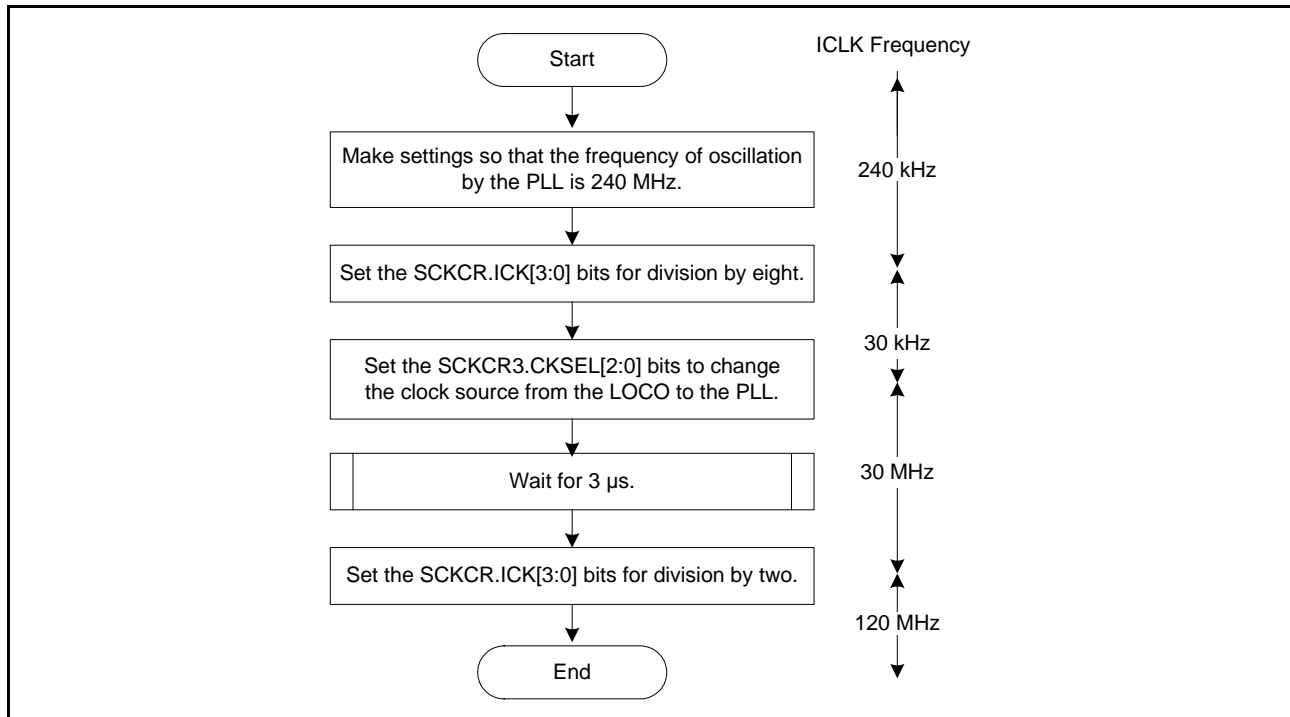 Start
ICLK Frequency
Make settings so that the frequency of oscillation
by the PLL is 240 MHz.
240 kHz
Set the SCKCR.ICK[3:0] bits for division by eight.
30 kHz
Set the SCKCR3.CKSEL[2:0] bits to change
the clock source from the LOCO to the PLL.
30 MHz
Wait for 3 µs.
Set the SCKCR.ICK[3:0] bits for division by two.
120 MHz
End